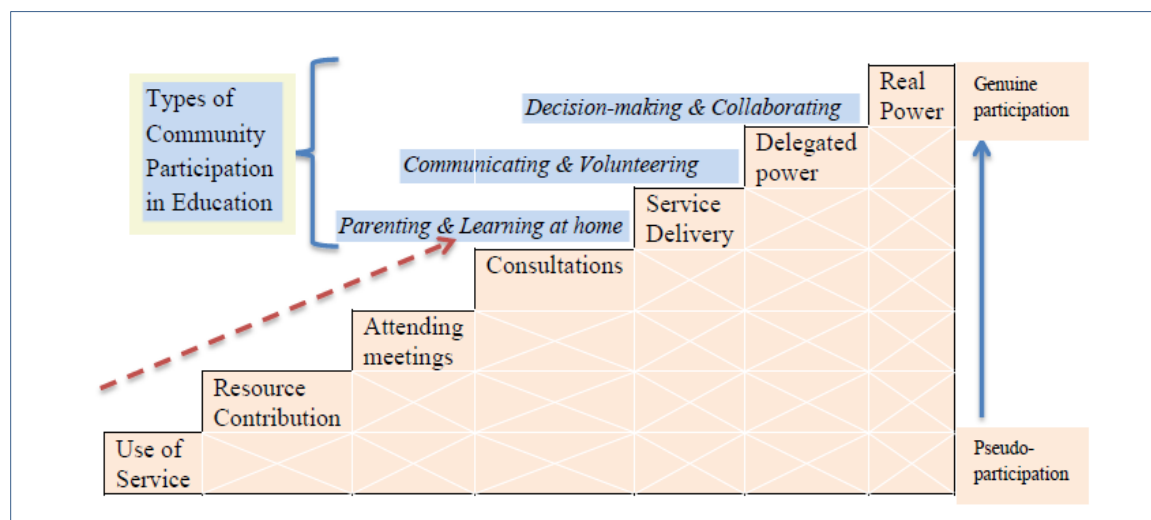 Types of
Community
Participation
in Education
Decision-making & Collaborating
Communicating & Volunteering
Parenting & Learning at home
Real
Power
Genuine
participation
Delegated
power
Service
Delivery
Consultations
Attending
meetings
Resource
Contribution
Use of
Service
Pseudo-
participation